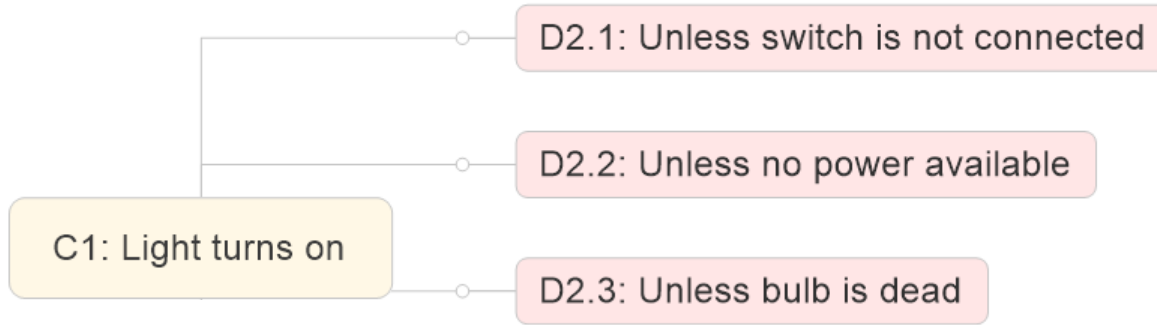 D2.1: Unless switch is not connected
D2.2: Unless no power available
C1: Light turns on
D2.3: Unless bulb is dead